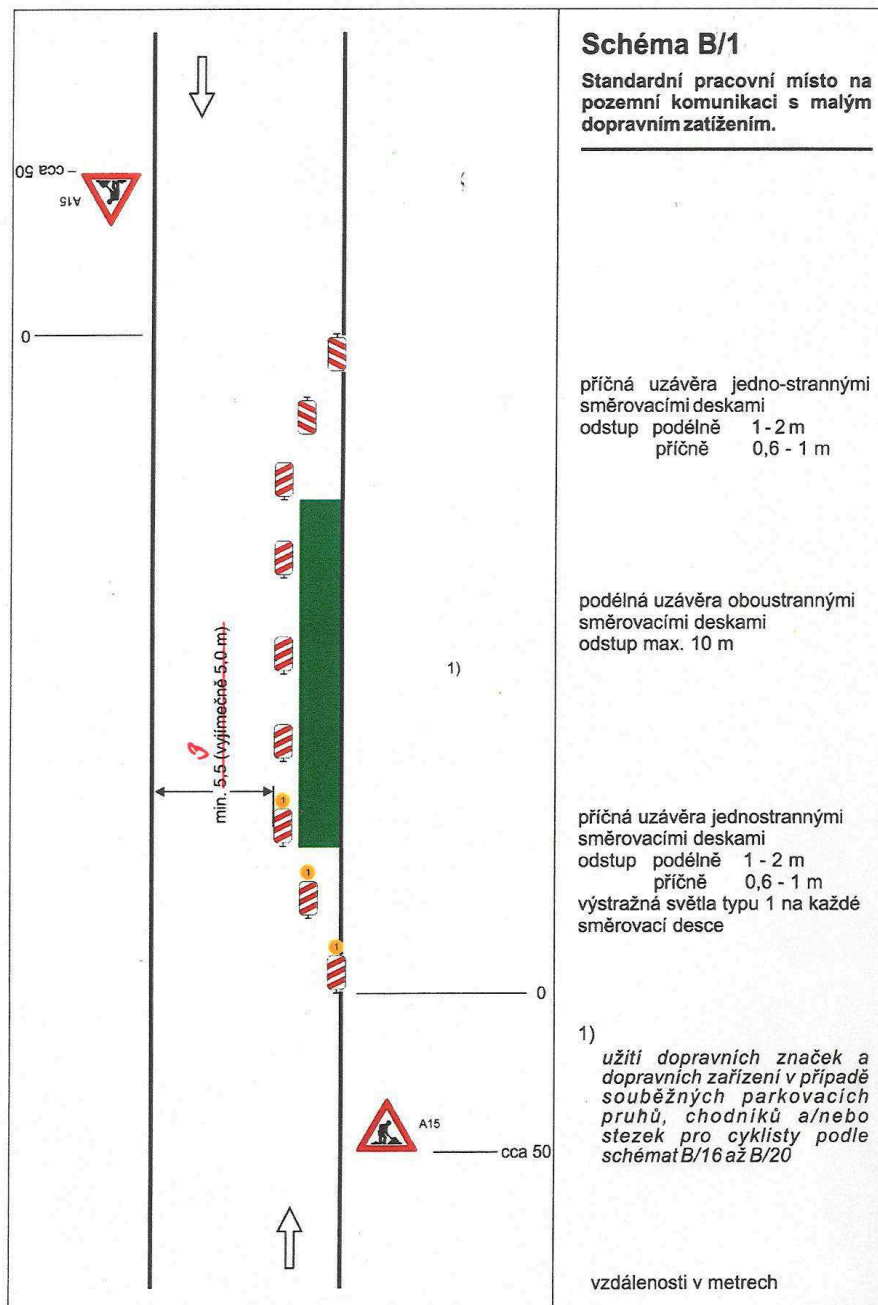 Schéma B/1
Standardní pracovní místo na
pozemní komunikaci s malým
dopravním zatížením.
cca 50
A15
0
příčná uzávěra jedno-strannými
směrovacími deskami
odstup podélně 1 - 2 m
příčně 0,6 - 1 m
podélná uzávěra oboustrannými
směrovacími deskami
odstup max. 10 m
1)
3
min. 5,5 (vyjímečně 5,0 m)
1
1
1
příčná uzávěra jednostrannými
směrovacími deskami
odstup podélně 1 - 2 m
příčně 0,6 - 1 m
výstražná světla typu 1 na každé
směrovací desce
0
1)
užití dopravních značek a
dopravních zařízení v případě
souběžných parkovacích
pruhů, chodníků a/nebo
stezek pro cyklisty podle
schémat B/16 až B/20
A15
cca 50
vzdálenosti v metrech